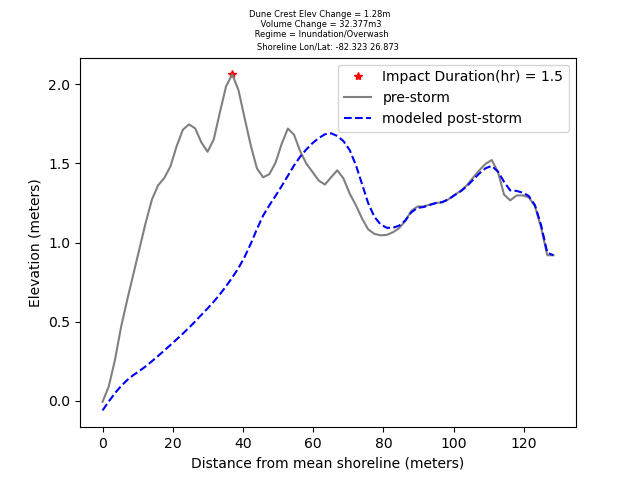 Dune Crest Elev Change = 1.28m
Volume Change = 32.377m3
Regime = Inundation/Overwash
Shoreline Lon/Lat: -82.323 26.873
Impact Duration(hr) = 1.5
pre-storm
modeled post-storm
Elevation (meters)
2.0
1.5
1.0
0.5
0.0
0 20 40 60 80 100 120
Distance from mean shoreline (meters)